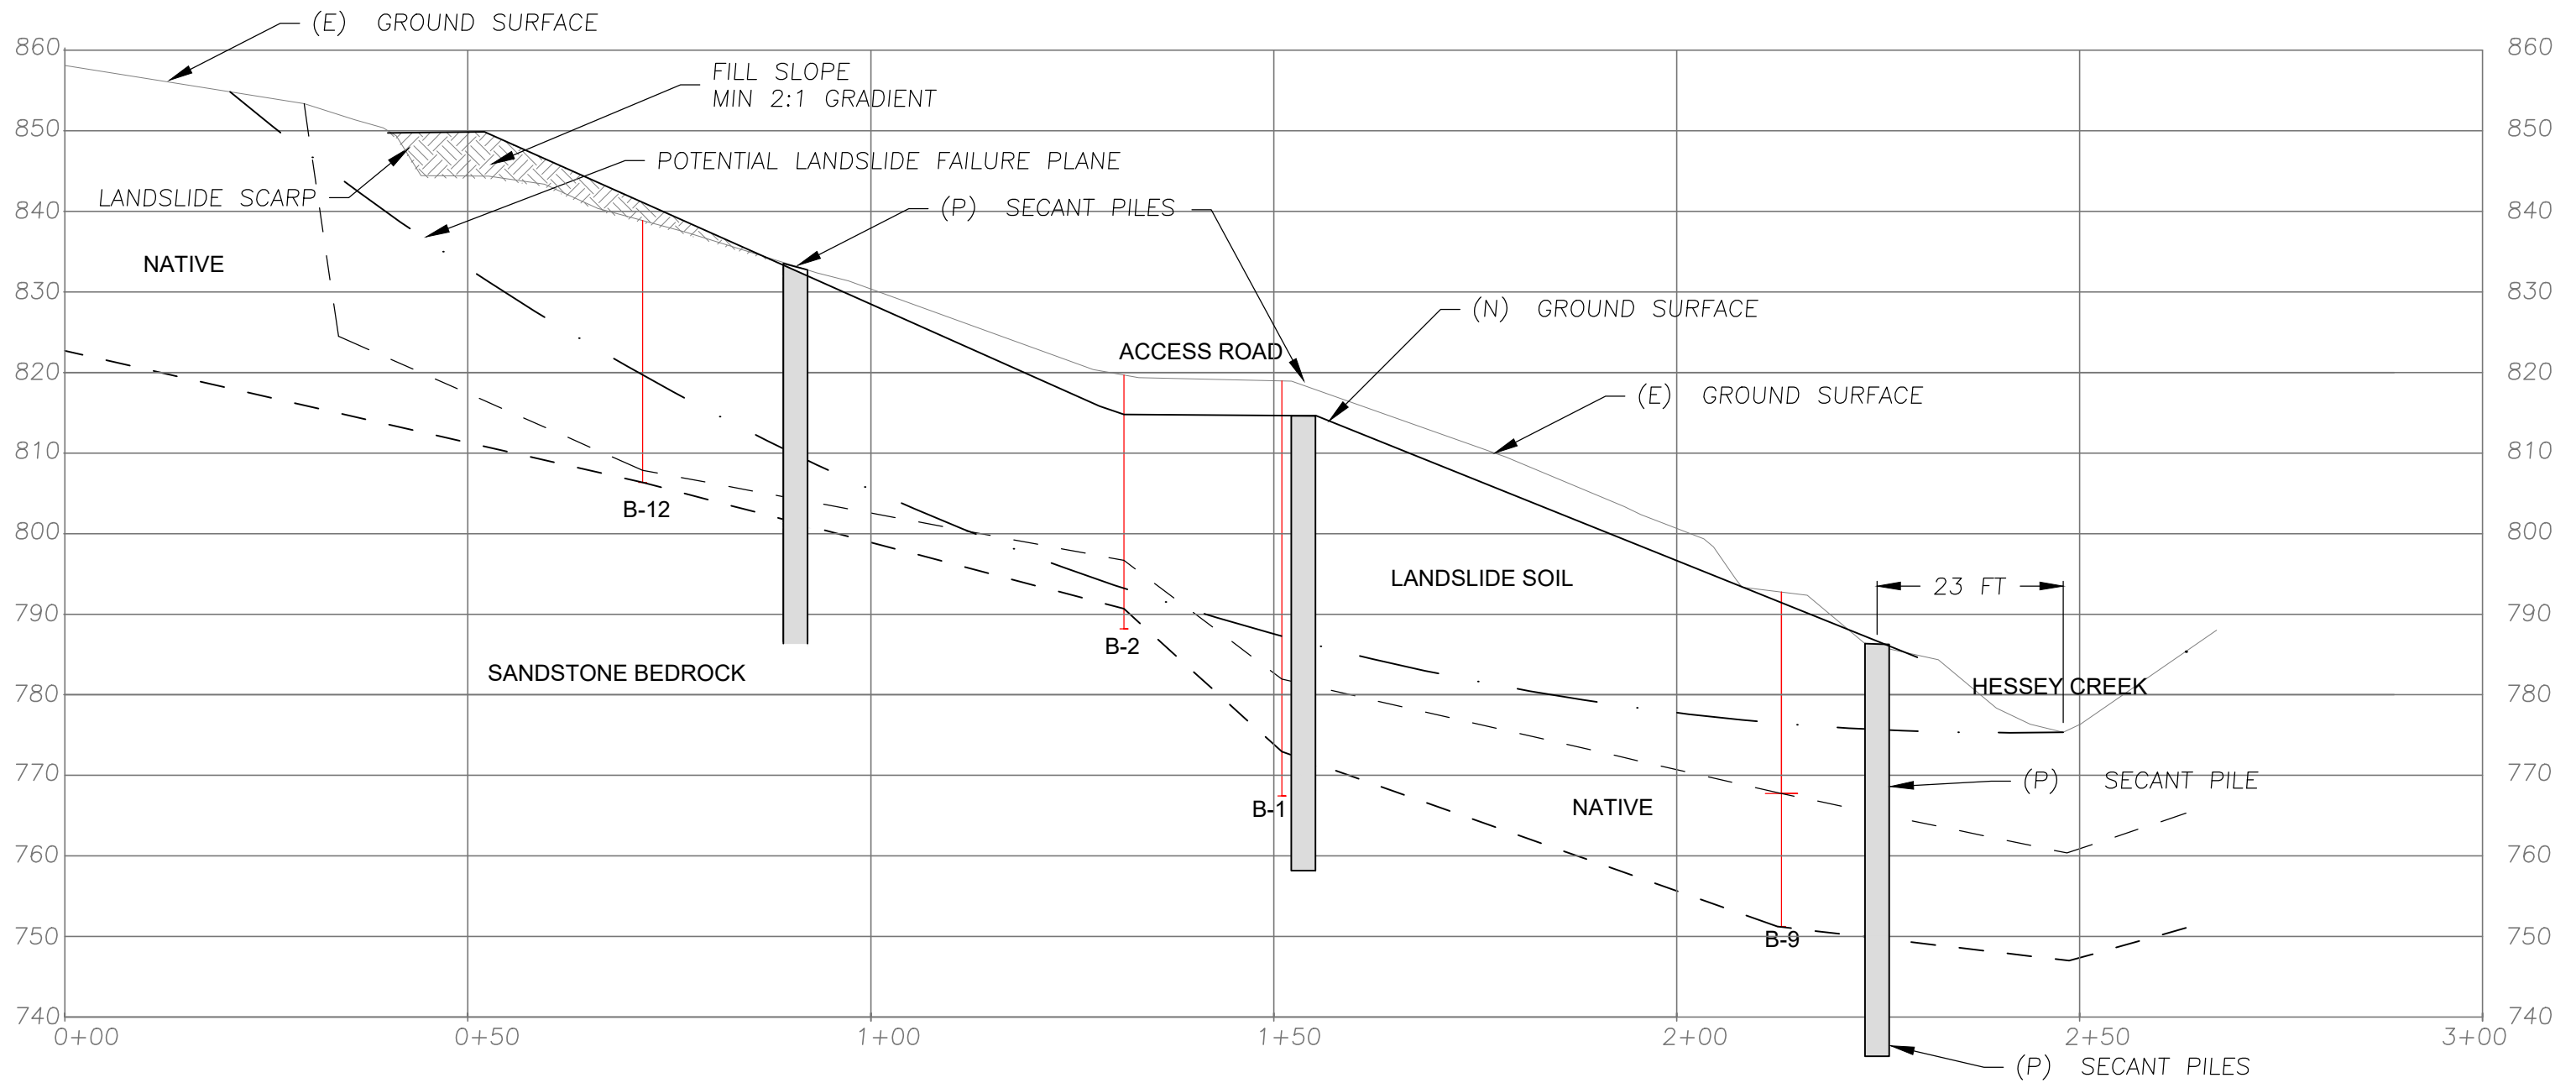 (E) GROUND SURFACE
860
860
FILL SLOPE
MIN 2:1 GRADIENT
850
850
POTENTIAL LANDSLIDE FAILURE PLANE
LANDSLIDE SCARP
(P) SECANT PILES
840
840
NATIVE
830
830
(N) GROUND SURFACE
ACCESS ROAD
820
820
(E) GROUND SURFACE
810
810
B-12
800
800
LANDSLIDE SOIL
23 FT
790
790
B-2
SANDSTONE BEDROCK
HESSEY CREEK
780
780
770
770
(P) SECANT PILE
B-1
NATIVE
760
760
750
750
B-9
740
740
0+00
0+50
1+00
1+50
2+00
2+50
3+00
(P) SECANT PILES